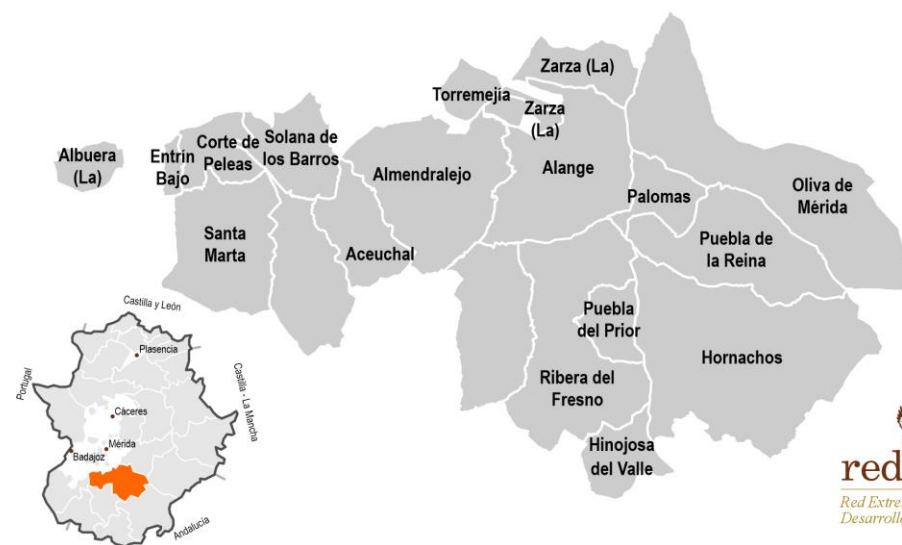 Zarza (La)
Torremejía
Zarza
(La)
Albuera
(La)
Entrín
Bajo
Corte de
Peleas
Solana de
los Barros
Almendralejo
Alange
Palomas
Oliva de
Mérida
Santa
Marta
Aceuchal
Puebla de
la Reina
Puebla
del Prior
Hornachos
Ribera del
Fresno
Hinojosa
del Valle
Castilla y León
Plasencia
Portugal
Castilla - La Mancha
Cáceres
Mérida
Badajoz
Andalucía
red
Red
Desarrollo